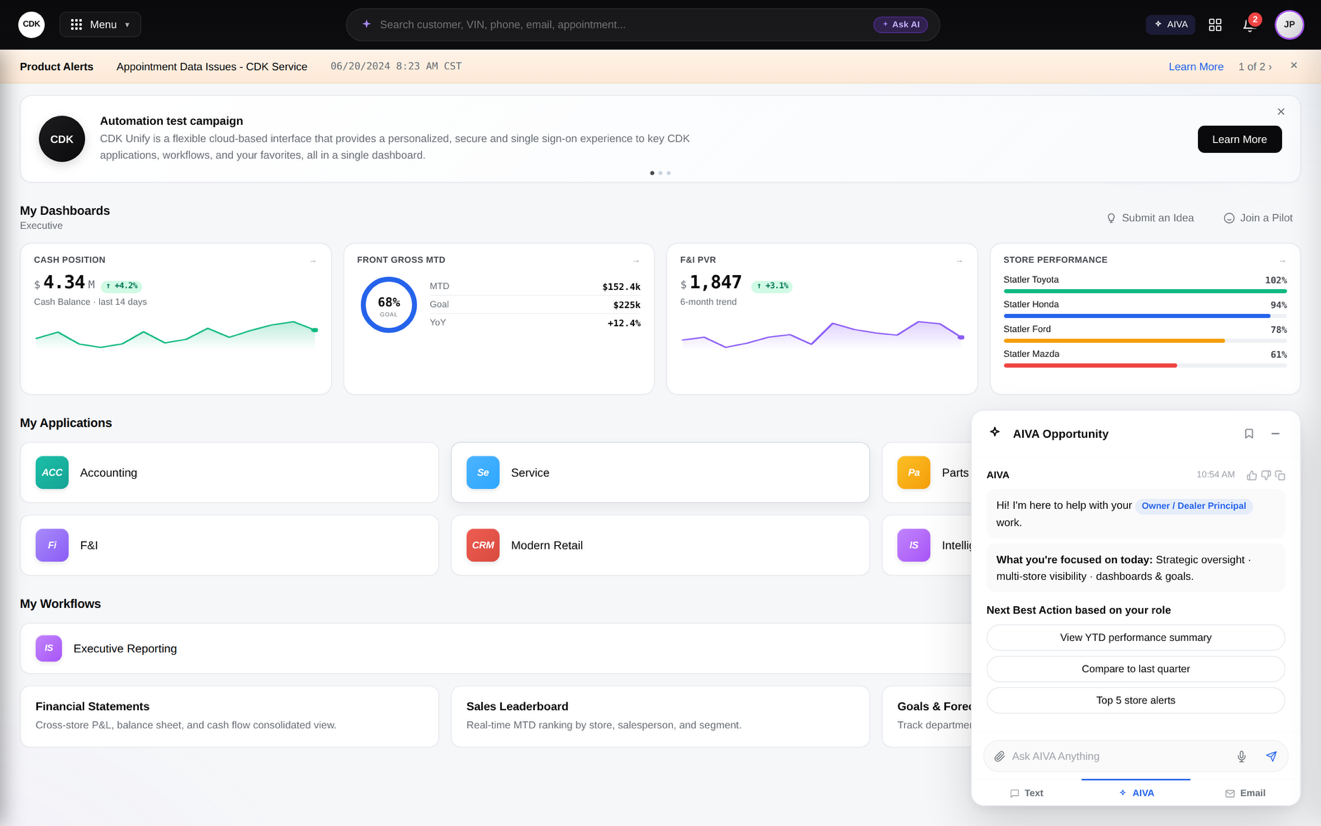 CDK
Menu
Search customer, VIN, phone, email, appointment...
Ask AI
AIVA
2
JP
Product Alerts
Appointment Data Issues - CDK Service
06/20/2024 8:23 AM CST
Learn More
1 of 2 ›
CDK
Automation test campaign
CDK Unify is a flexible cloud-based interface that provides a personalized, secure and single sign-on experience to key CDK
applications, workflows, and your favorites, all in a single dashboard.
Learn More
My Dashboards
Executive
Submit an Idea
Join a Pilot
CASH POSITION →
$ 4.34 M ↑ +4.2%
Cash Balance · last 14 days
FRONT GROSS MTD →
68%
GOAL
MTD $152.4k
Goal $225k
YoY +12.4%
F&I PVR →
$ 1,847 ↑ +3.1%
6-month trend
STORE PERFORMANCE →
Statler Toyota 102%
Statler Honda 94%
Statler Ford 78%
Statler Mazda 61%
My Applications
ACC Accounting
Se Service
Pa Parts
Fi F&I
CRM Modern Retail
IS
My Workflows
IS Executive Reporting
Financial Statements
Cross-store P&L, balance sheet, and cash flow consolidated view.
Sales Leaderboard
Real-time MTD ranking by store, salesperson, and segment.
Goals &
Track
AIVA Opportunity
AIVA 10:54 AM
Hi! I'm here to help with your Owner / Dealer Principal
work.
What you're focused on today: Strategic oversight ·
multi-store visibility · dashboards & goals.
Next Best Action based on your role
View YTD performance summary
Compare to last quarter
Top 5 store alerts
Ask AIVA Anything
Text
AIVA
Email